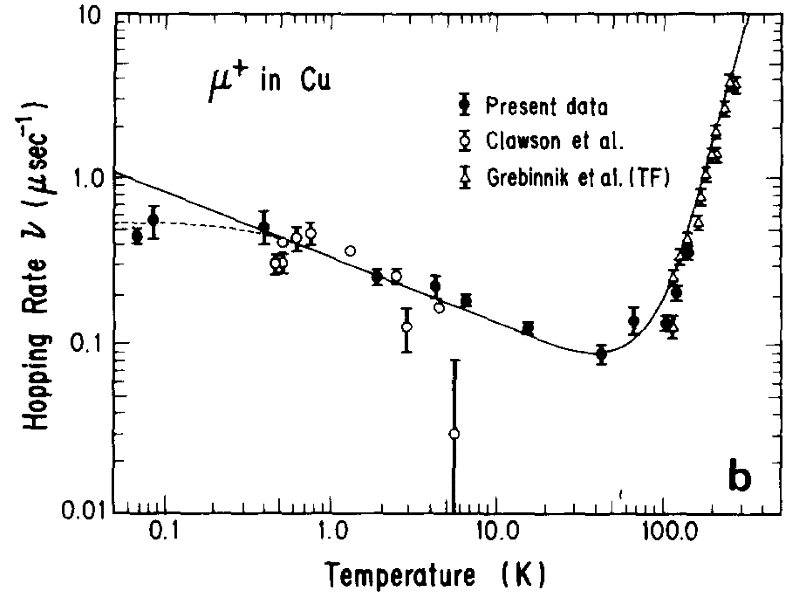 10
μ⁺ in Cu
Present data
Clawson et al.
Grebinnik et al. (TF)
1.0
0.1
0.01
Hopping Rate ν (μsec⁻¹)
b
0.1 1.0 10.0 100.0
Temperature (K)